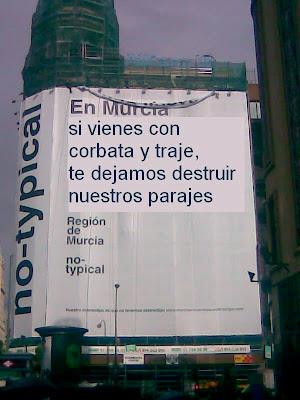 no-typical
En Murcia
si vienes con
corbata y traje,
te dejamos destruir
nuestros parajes
Región
de
Murcia
no-
typical